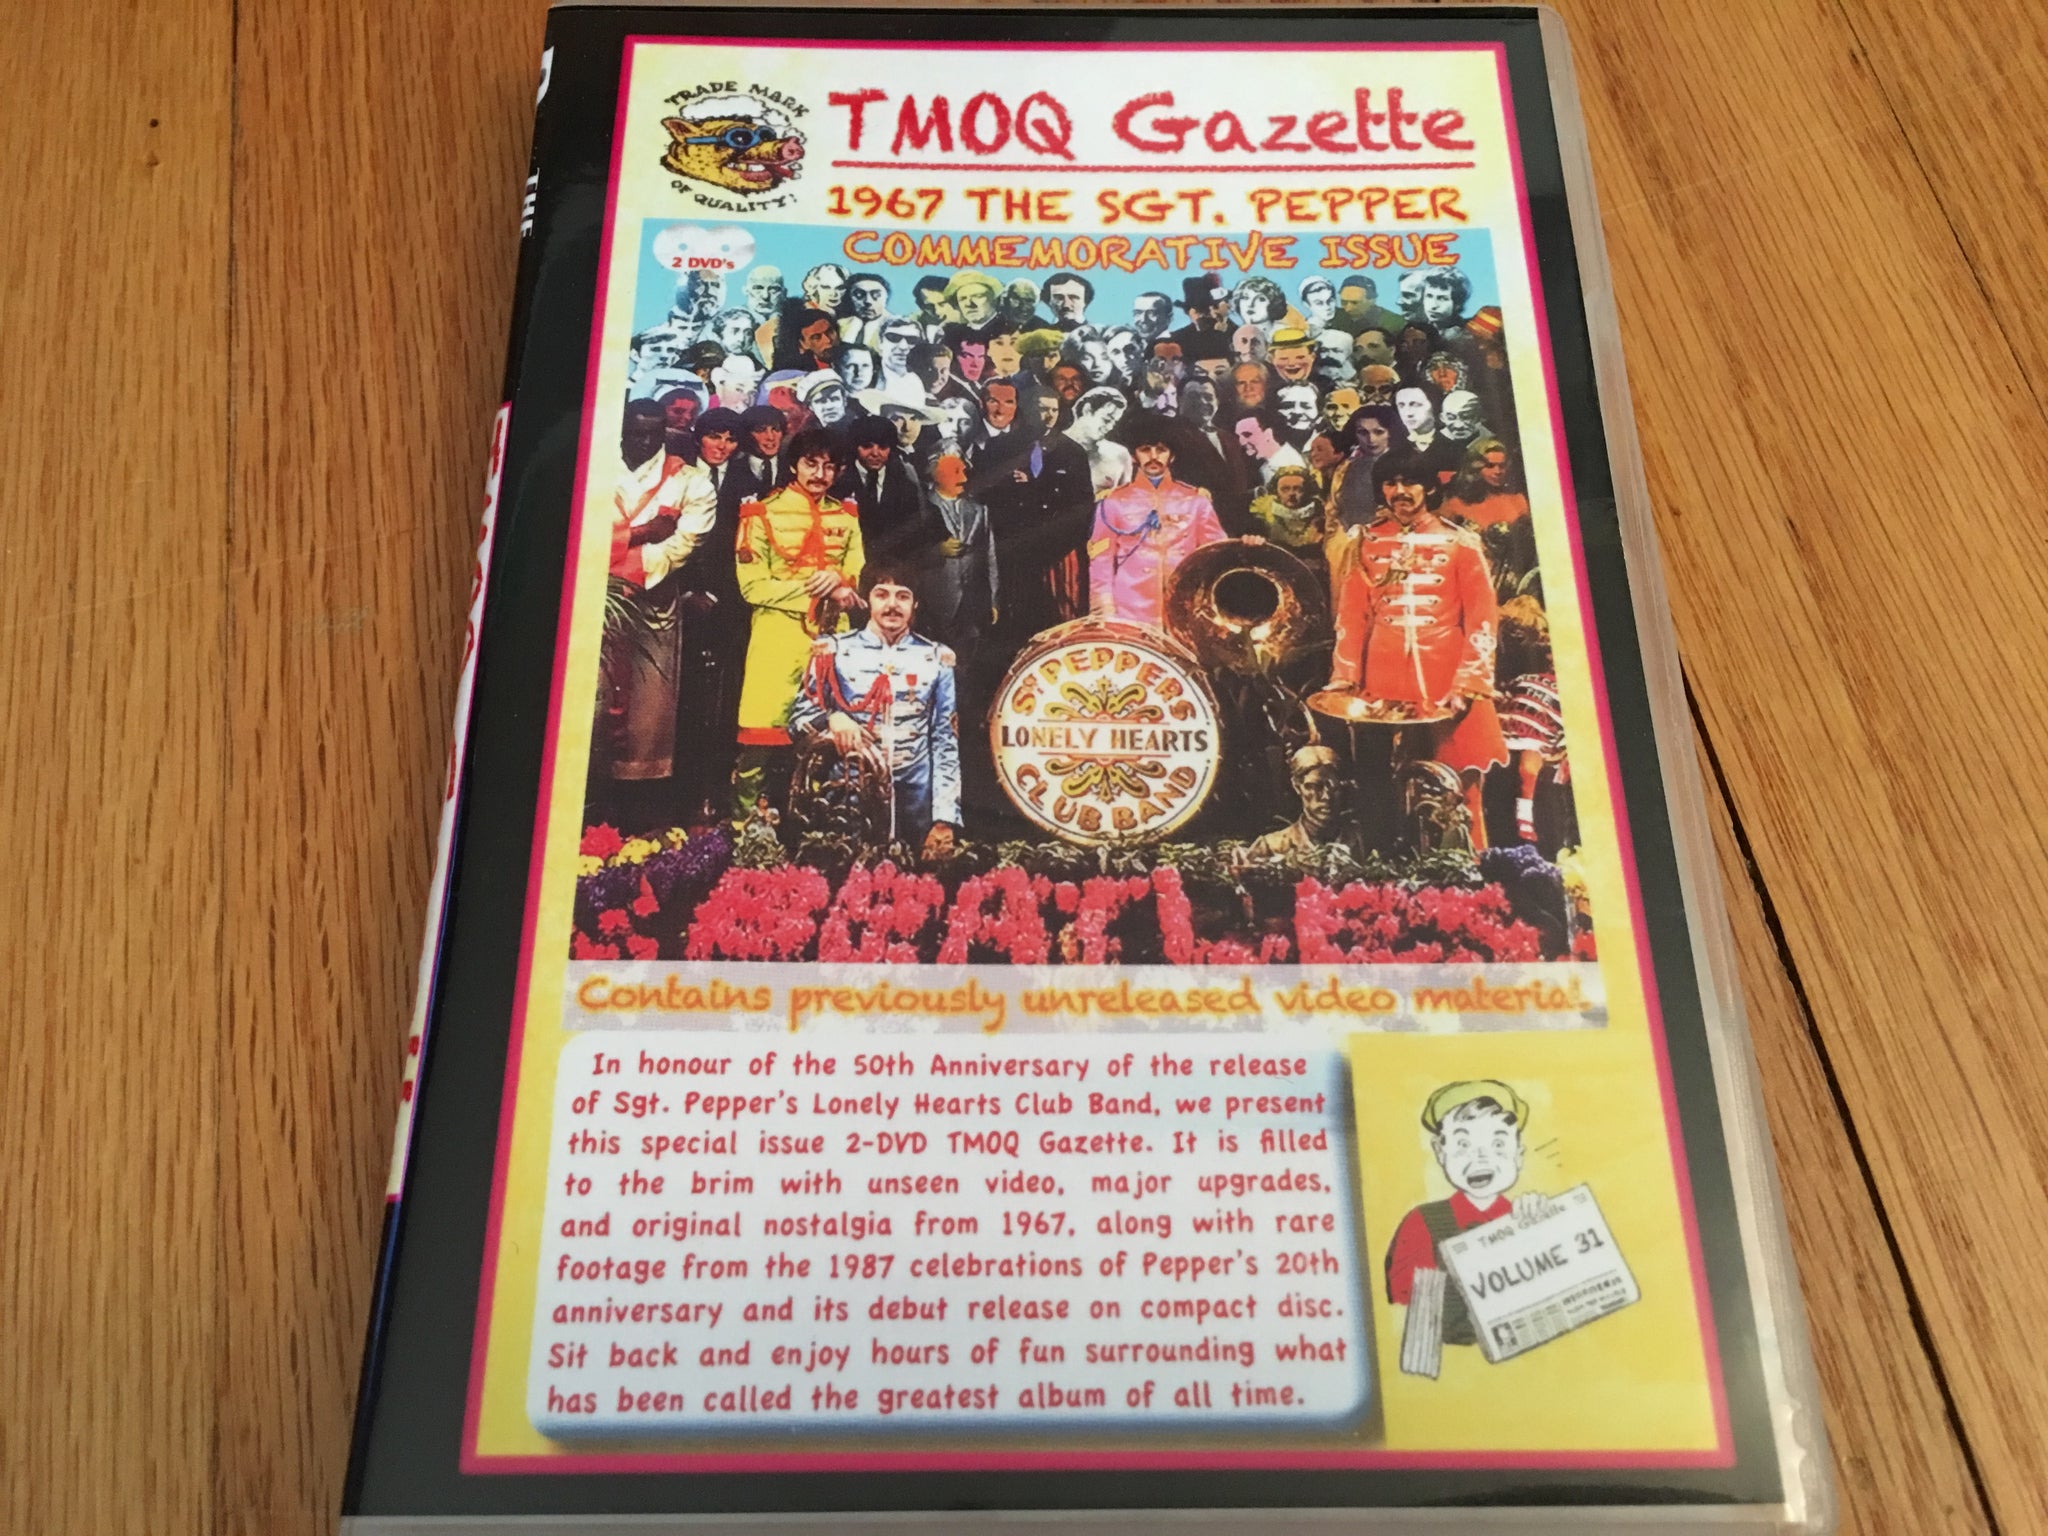 TRADE MARK
OF QUALITY!
TMOQ Gazette
1967 THE SGT. PEPPER
COMMEMORATIVE ISSUE
2 DVD's
SGT PEPPERS
LONELY HEARTS
CLUB BAND
BEATLES
Contains previously unreleased video material
In honour of the 50th Anniversary of the release
of Sgt. Pepper's Lonely Hearts Club Band, we present
this special issue 2-DVD TMOQ Gazette. It is filled
to the brim with unseen video, major upgrades,
and original nostalgia from 1967, along with rare
footage from the 1987 celebrations of Pepper's 20th
anniversary and its debut release on compact disc.
Sit back and enjoy hours of fun surrounding what
has been called the greatest album of all time.
TMOQ Gazette
VOLUME 31
THE